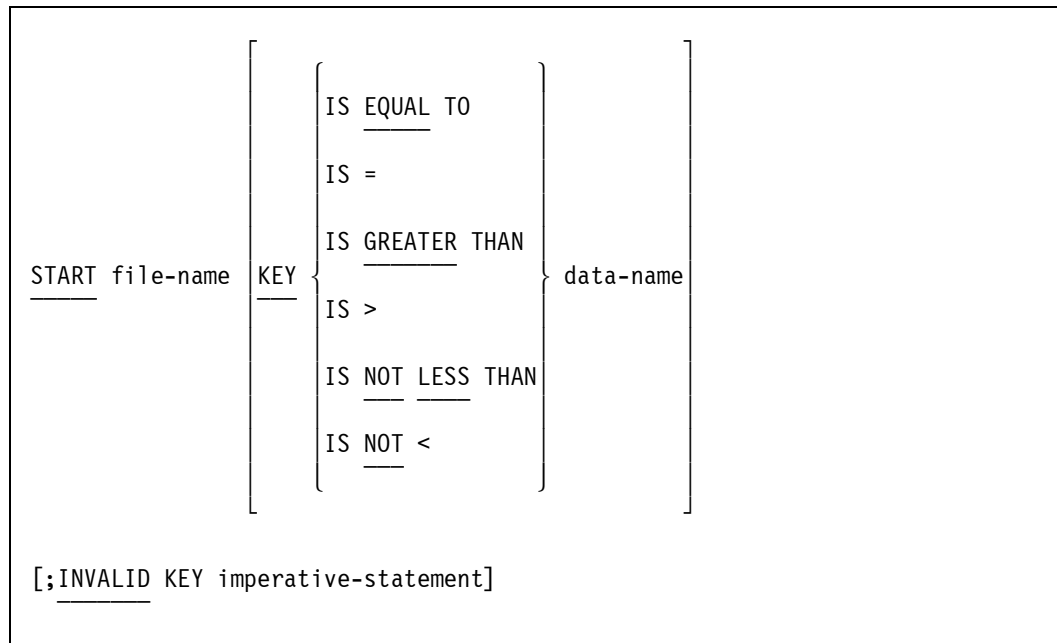 IS EQUAL TO
IS =
IS GREATER THAN
START file-name KEY data-name
IS >
IS NOT LESS THAN
IS NOT <
[;INVALID KEY imperative-statement]